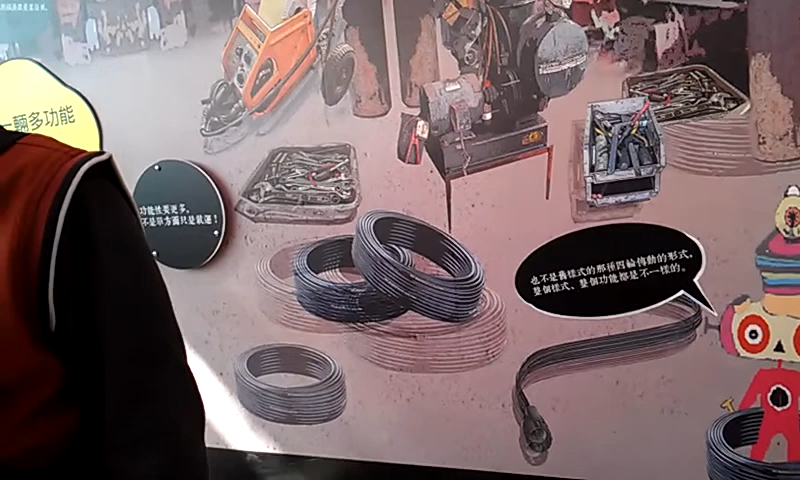 一輛多功能
功能性要更多,
不是單方面只是載運!
也不是舊樣式的那種四輪傳動的形式,
整個樣式、整個功能都是不一樣的。